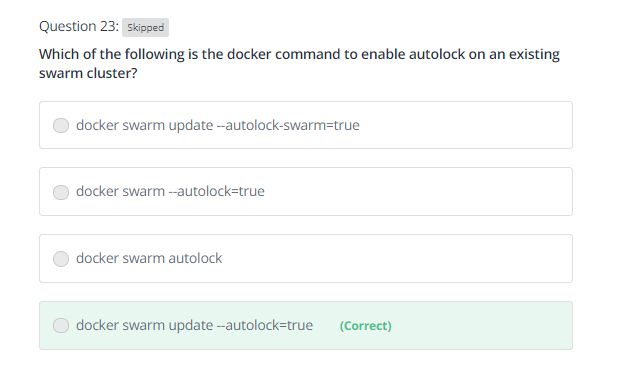 Question 23: Skipped
Which of the following is the docker command to enable autolock on an existing
swarm cluster?
docker swarm update --autolock-swarm=true
docker swarm --autolock=true
docker swarm autolock
docker swarm update --autolock=true (Correct)